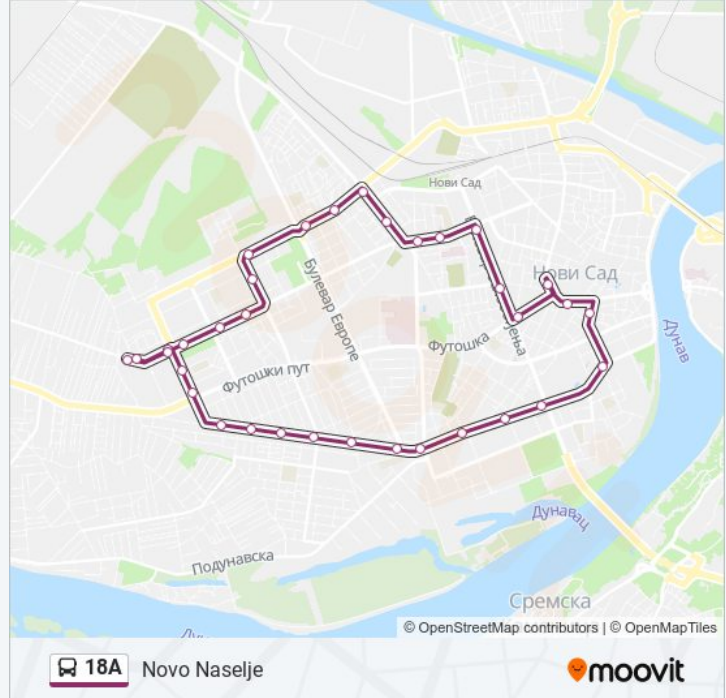 Нови Сад
Нови Сад
Булевар Европе
Футошка
Футошки пут
Дунав
Дунавац
Подунавска
Сремска
© OpenStreetMap contributors | © OpenMapTiles
18A
Novo Naselje
moovit